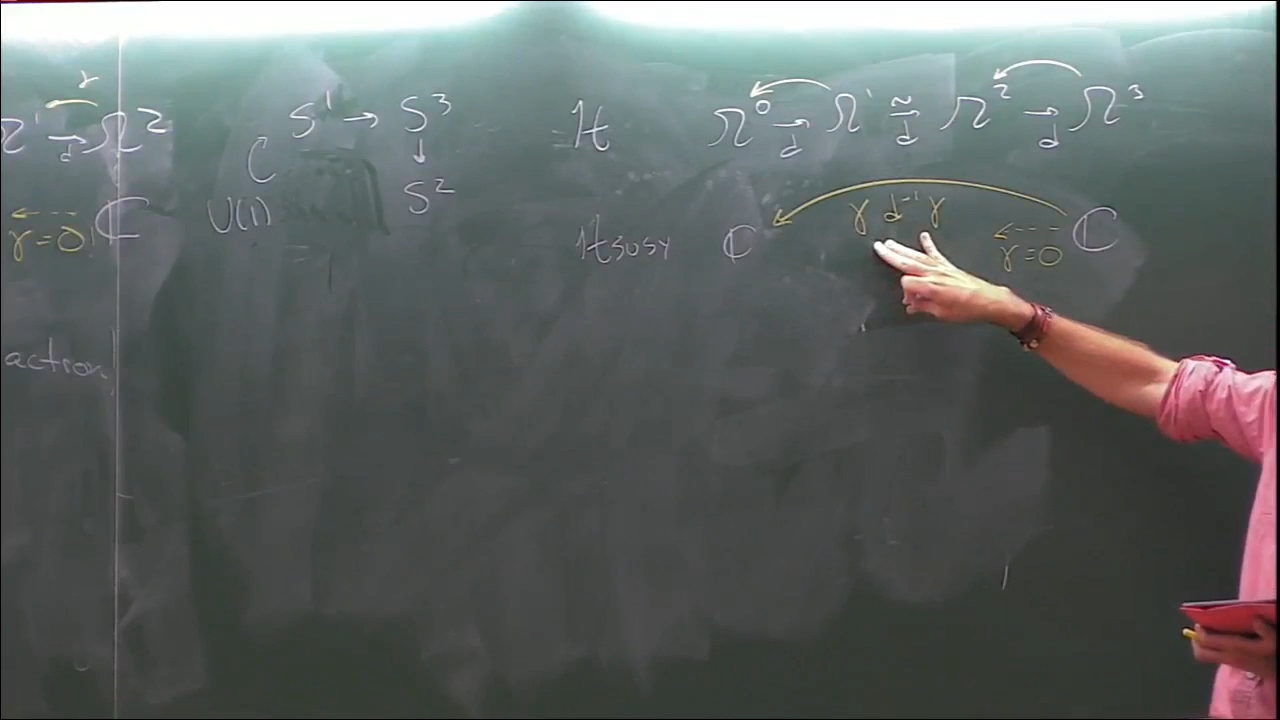 γ
Ω¹ →d Ω²
S¹ → S³
↓
S²
C
U(1)
γ=0!
ℂ
action!
=ℋ Ω⁰ →d Ω¹ ≅d Ω² →d Ω³
ℋsusy ℂ γ d⁻¹ γ γ=0 ℂ